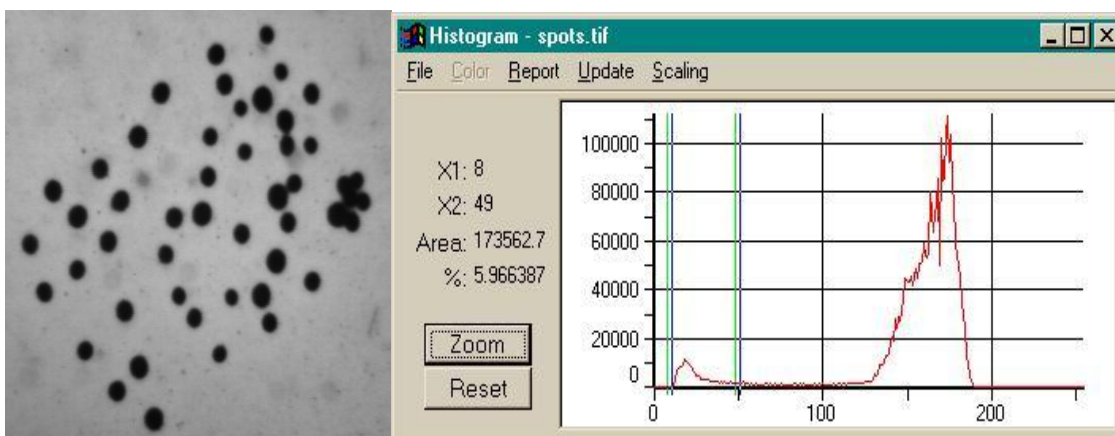 Histogram - spots.tif
File Color Report Update Scaling
X1: 8
X2: 49
Area: 173562.7
%: 5.966387
Zoom
Reset
100000
80000
60000
40000
20000
0
0 100 200